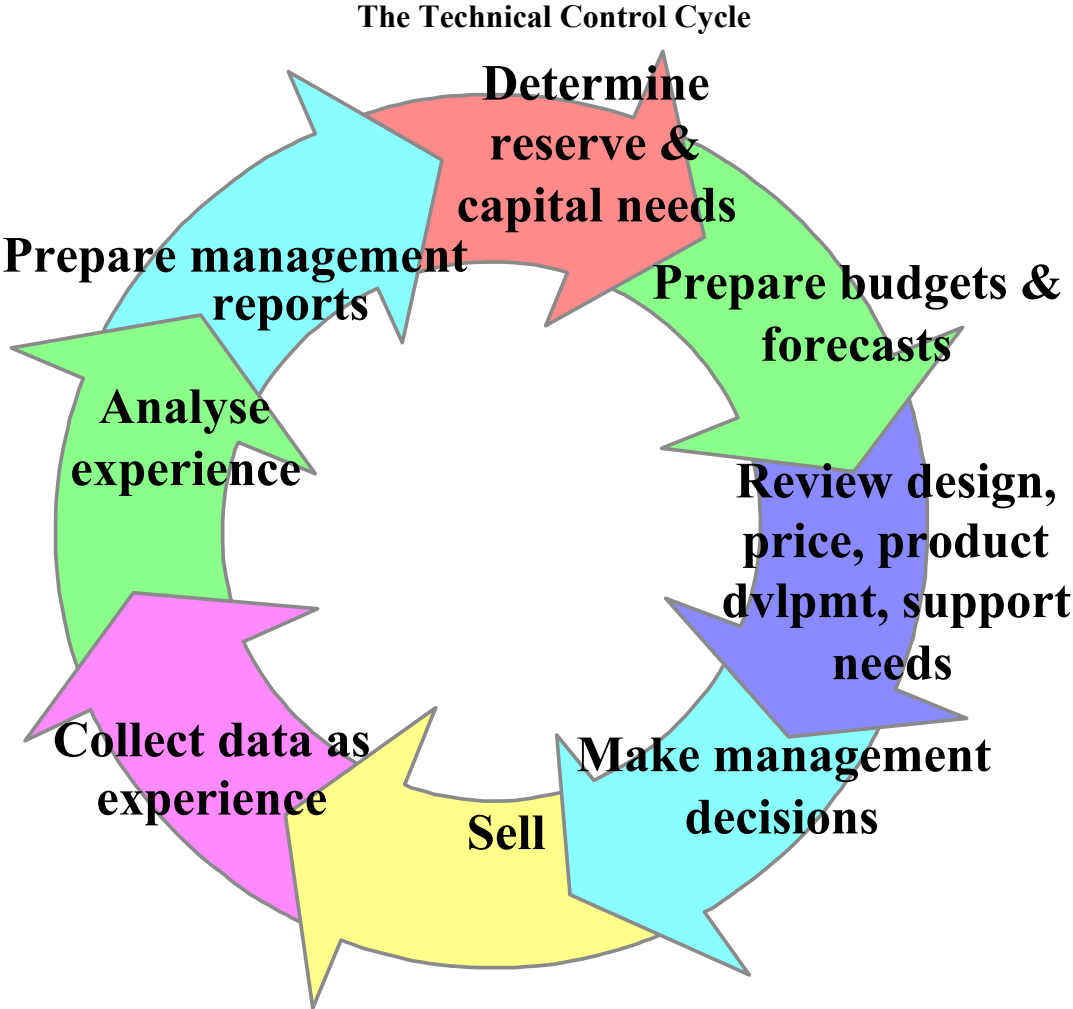 The Technical Control Cycle
Determine
reserve &
capital needs
Prepare budgets &
forecasts
Review design,
price, product
dvlpmt, support
needs
Make management
decisions
Sell
Collect data as
experience
Analyse
experience
Prepare management
reports